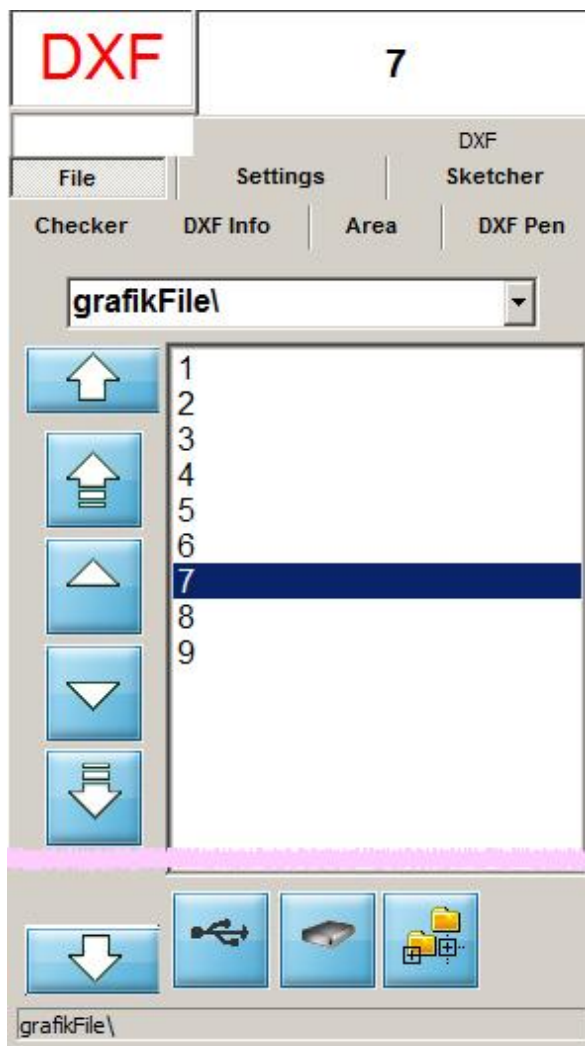 DXF 7
DXF
File Settings Sketcher
Checker DXF Info Area DXF Pen
grafikFile\
1
2
3
4
5
6
7
8
9
grafikFile\